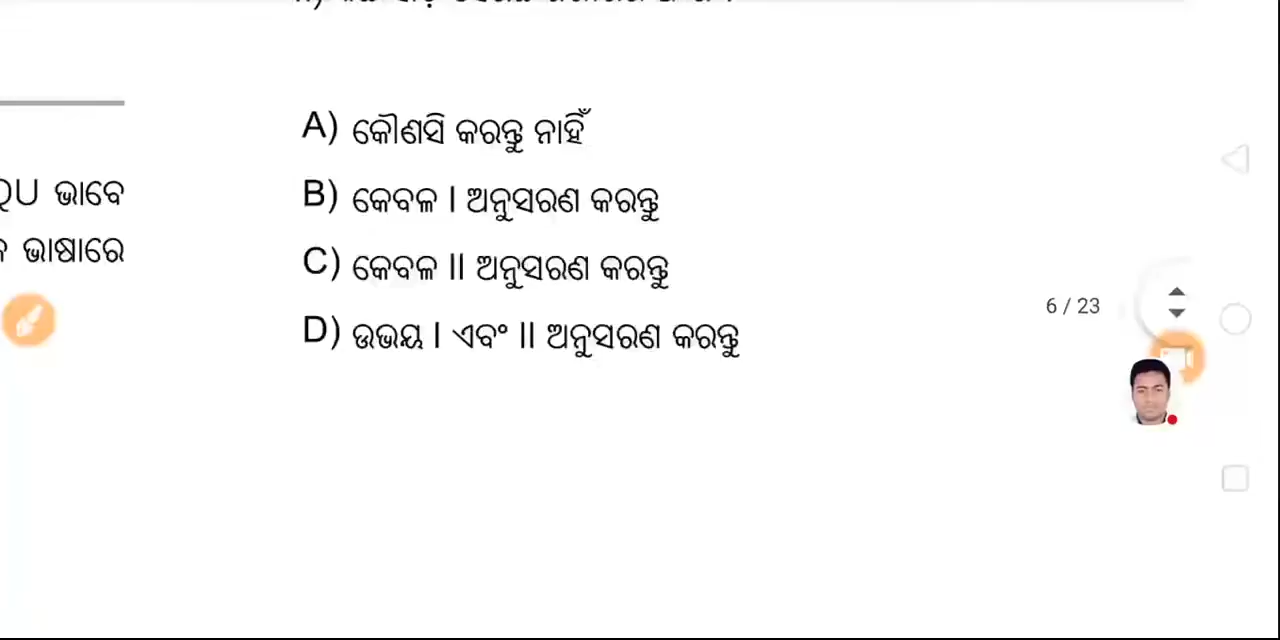 A) କୌଣସି କରନ୍ତୁ ନାହିଁ
B) କେବଳ I ଅନୁସରଣ କରନ୍ତୁ
C) କେବଳ II ଅନୁସରଣ କରନ୍ତୁ
D) ଉଭୟ I ଏବଂ II ଅନୁସରଣ କରନ୍ତୁ
ଭାବେ
ଭାଷାରେ
6 / 23